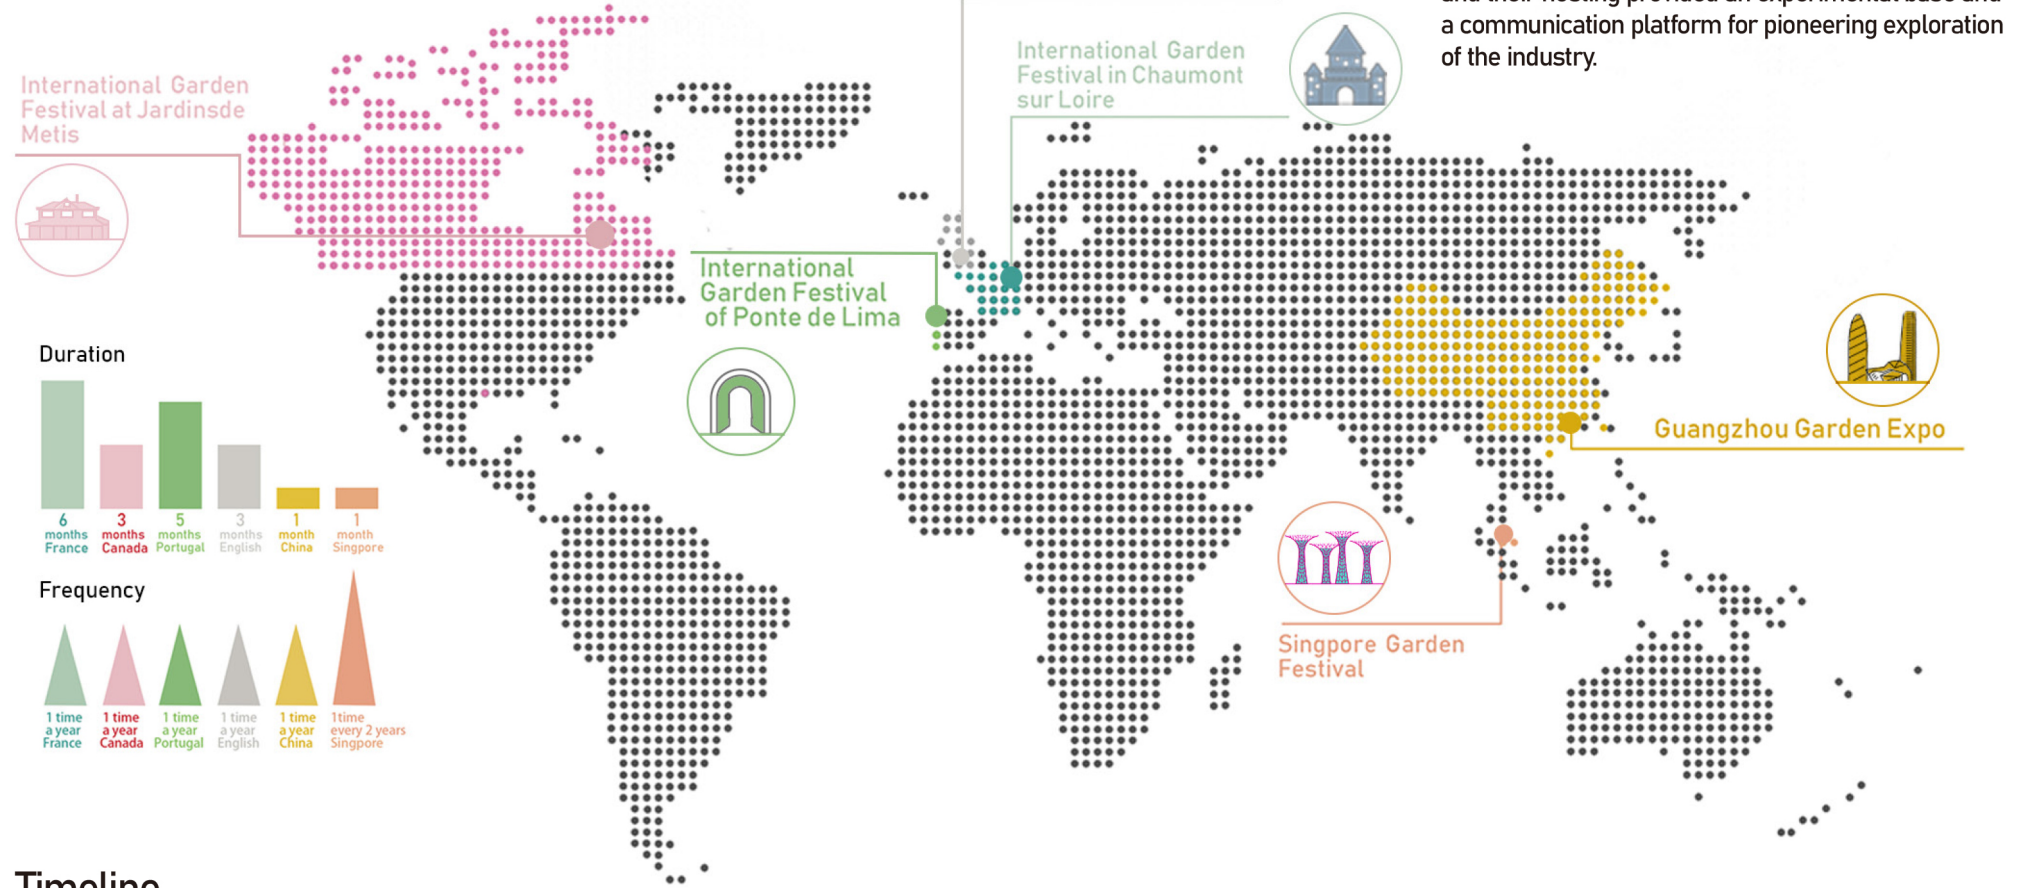 a communication platform for pioneering exploration
of the industry.
International Garden
Festival in Chaumont
sur Loire
International Garden
Festival at Jardinsde
Metis
International
Garden Festival
of Ponte de Lima
Guangzhou Garden Expo
Singpore Garden
Festival
Duration
6
months
France
3
months
Canada
5
months
Portugal
3
months
English
1
month
China
1
month
Singpore
Frequency
1 time
a year
France
1 time
a year
Canada
1 time
a year
Portugal
1 time
a year
English
1 time
a year
China
1time
every 2 years
Singpore
Timeline